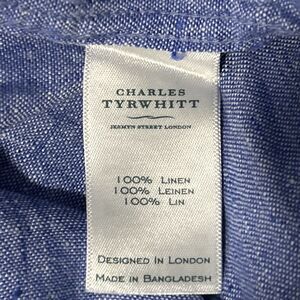 CHARLES
TYRWHITT
JERMYN STREET LONDON
100% LINEN
100% LEINEN
100% LIN
DESIGNED IN LONDON
MADE IN BANGLADESH